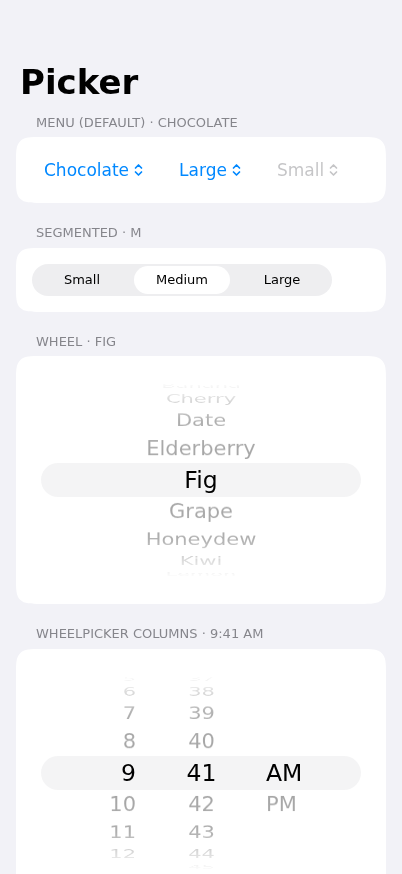 Picker
MENU (DEFAULT) · CHOCOLATE
Chocolate Large Small
SEGMENTED · M
Small Medium Large
WHEEL · FIG
Cherry
Date
Elderberry
Fig
Grape
Honeydew
Kiwi
WHEELPICKER COLUMNS · 9:41 AM
6 38
7 39
8 40
9 41 AM
10 42 PM
11 43
12 44